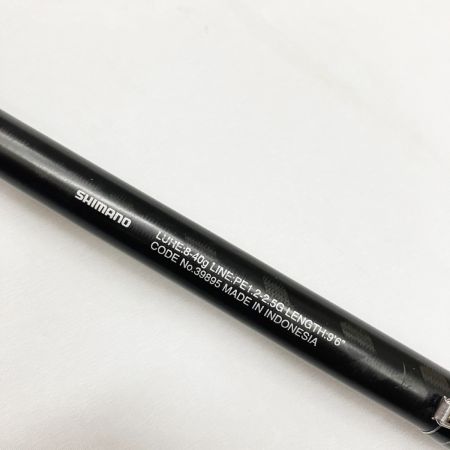 SHIMANO
LURE:8-40g LINE:PE1.2-2.5G LENGTH:9'6"
CODE No.39895 MADE IN INDONESIA